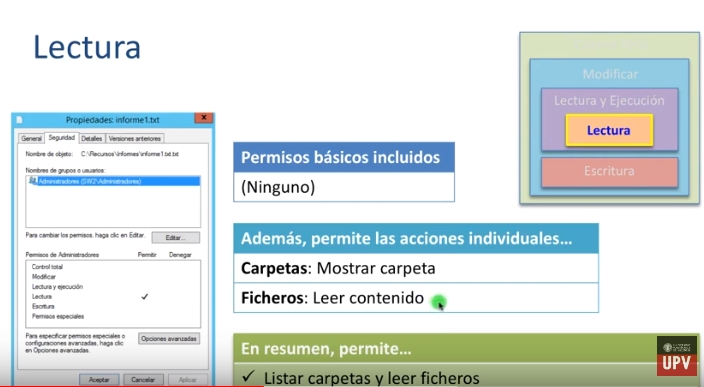 Lectura
Modificar
Lectura y Ejecución
Lectura
Escritura
Propiedades: informe1.txt
x
General Seguridad Detalles Versiones anteriores
Nombre de objeto: C:\Recursos\Informes\informe1.txt.txt
Nombres de grupos o usuarios:
Administradores (SW2\Administradores)
Para cambiar los permisos, haga clic en Editar.
Editar...
Permisos de Administradores Permitir Denegar
Control total
Modificar
Lectura y ejecución
Lectura ✓
Escritura
Permisos especiales
Para especificar permisos especiales o
configuraciones avanzadas, haga clic
en Opciones avanzadas.
Opciones avanzadas
Aceptar Cancelar Aplicar
Permisos básicos incluidos
(Ninguno)
Además, permite las acciones individuales...
Carpetas: Mostrar carpeta
Ficheros: Leer contenido
En resumen, permite...
✓ Listar carpetas y leer ficheros
UPV